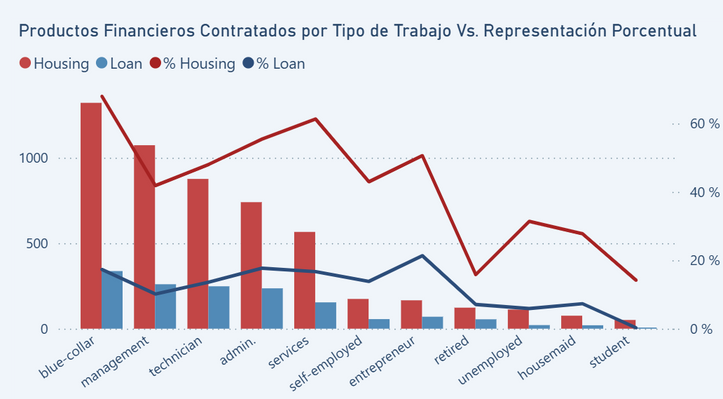 Productos Financieros Contratados por Tipo de Trabajo Vs. Representación Porcentual
Housing Loan % Housing % Loan
60 %
1000
40 %
500
20 %
0
0 %
blue-collar management technician admin. services self-employed entrepreneur retired unemployed housemaid student